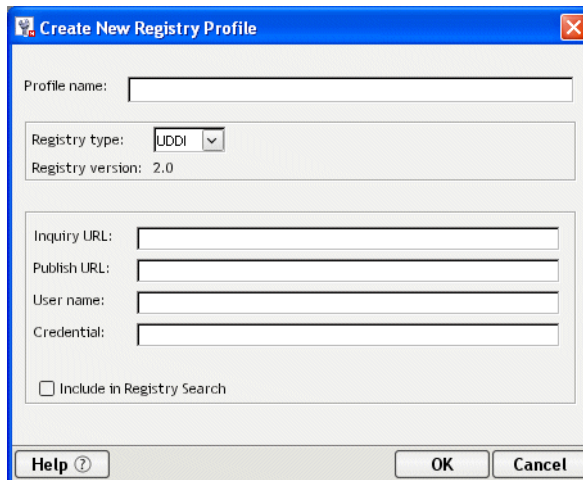 Create New Registry Profile
Profile name:
Registry type: UDDI
Registry version: 2.0
Inquiry URL:
Publish URL:
User name:
Credential:
Include in Registry Search
Help ?
OK
Cancel